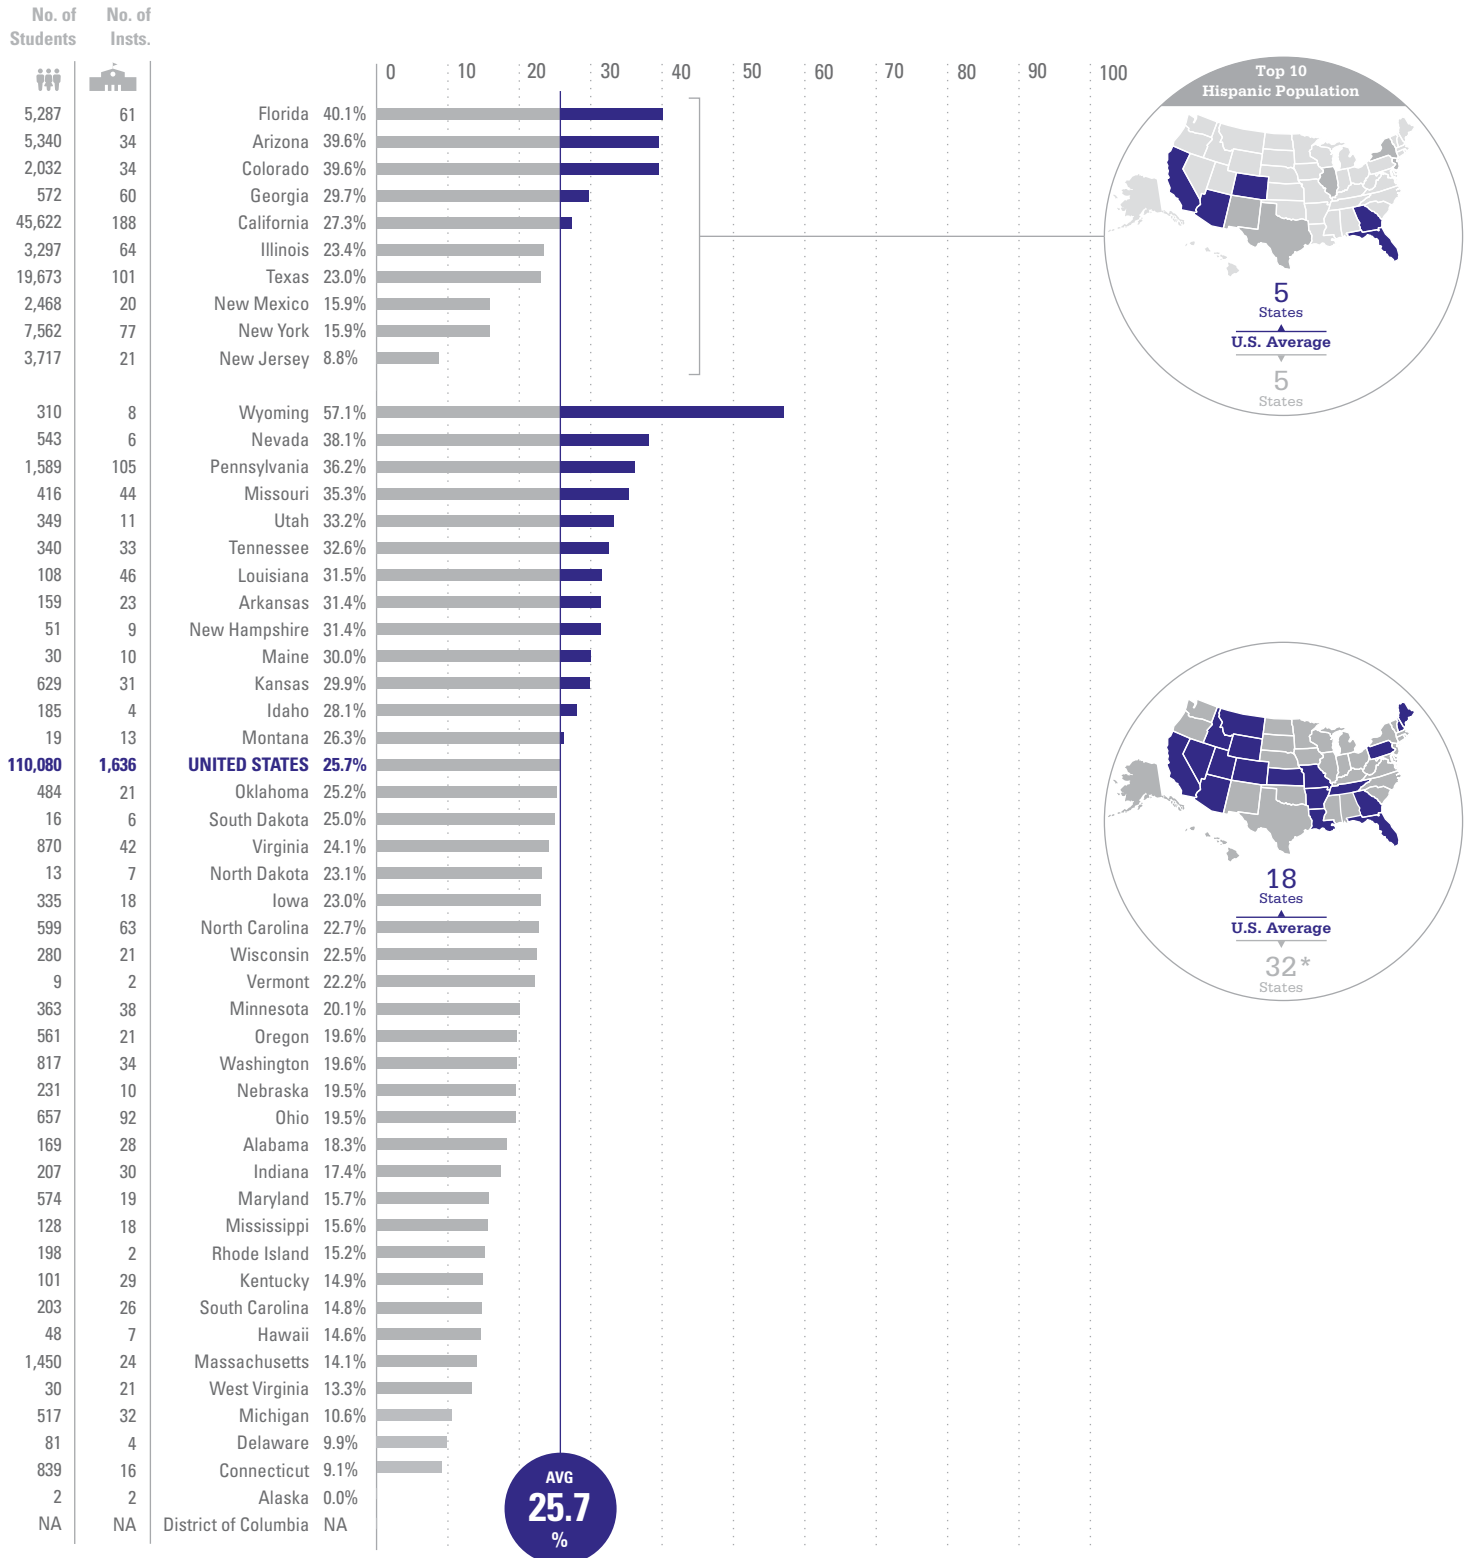 No. of No. of
Students Insts.
0 10 20 30 40 50 60 70 80 90 100
5,287 61 Florida 40.1%
5,340 34 Arizona 39.6%
2,032 34 Colorado 39.6%
572 60 Georgia 29.7%
45,622 188 California 27.3%
3,297 64 Illinois 23.4%
19,673 101 Texas 23.0%
2,468 20 New Mexico 15.9%
7,562 77 New York 15.9%
3,717 21 New Jersey 8.8%
310 8 Wyoming 57.1%
543 6 Nevada 38.1%
1,589 105 Pennsylvania 36.2%
416 44 Missouri 35.3%
349 11 Utah 33.2%
340 33 Tennessee 32.6%
108 46 Louisiana 31.5%
159 23 Arkansas 31.4%
51 9 New Hampshire 31.4%
30 10 Maine 30.0%
629 31 Kansas 29.9%
185 4 Idaho 28.1%
19 13 Montana 26.3%
110,080 1,636 UNITED STATES 25.7%
484 21 Oklahoma 25.2%
16 6 South Dakota 25.0%
870 42 Virginia 24.1%
13 7 North Dakota 23.1%
335 18 Iowa 23.0%
599 63 North Carolina 22.7%
280 21 Wisconsin 22.5%
9 2 Vermont 22.2%
363 38 Minnesota 20.1%
561 21 Oregon 19.6%
817 34 Washington 19.6%
231 10 Nebraska 19.5%
657 92 Ohio 19.5%
169 28 Alabama 18.3%
207 30 Indiana 17.4%
574 19 Maryland 15.7%
128 18 Mississippi 15.6%
198 2 Rhode Island 15.2%
101 29 Kentucky 14.9%
203 26 South Carolina 14.8%
48 7 Hawaii 14.6%
1,450 24 Massachusetts 14.1%
30 21 West Virginia 13.3%
517 32 Michigan 10.6%
81 4 Delaware 9.9%
839 16 Connecticut 9.1%
2 2 Alaska 0.0%
NA NA District of Columbia NA
AVG
25.7
%
Top 10
Hispanic Population
5
States
U.S. Average
5
States
18
States
U.S. Average
32*
States